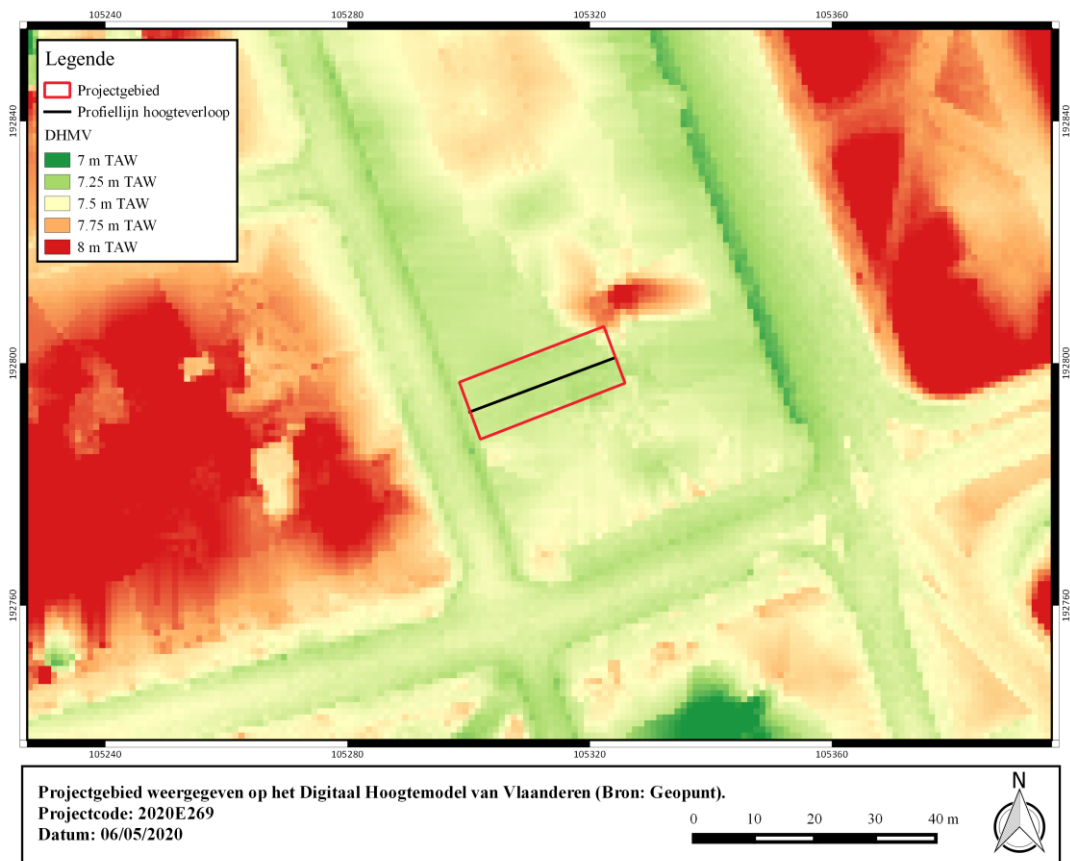 105240 105280 105320 105360
Legende
Projectgebied
Profiellijn hoogteverloop
DHMV
7 m TAW
7.25 m TAW
7.5 m TAW
7.75 m TAW
8 m TAW
192840 192840
192800 192800
192760 192760
105240 105280 105320 105360
Projectgebied weergegeven op het Digitaal Hoogtemodel van Vlaanderen (Bron: Geopunt).
Projectcode: 2020E269
Datum: 06/05/2020
0 10 20 30 40 m
N